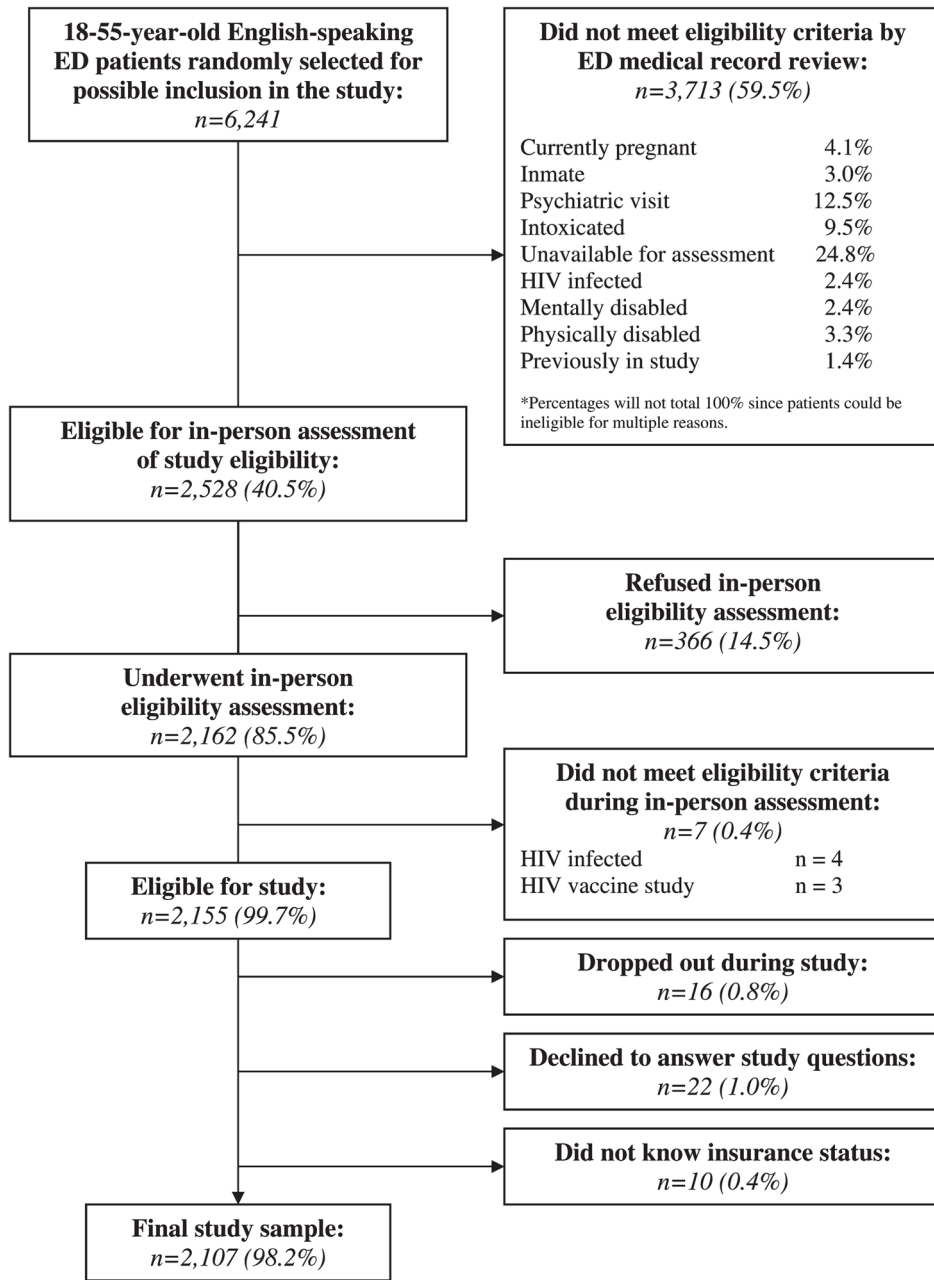 18-55-year-old English-speaking
ED patients randomly selected for
possible inclusion in the study:
n=6,241
Did not meet eligibility criteria by
ED medical record review:
n=3,713 (59.5%)
Currently pregnant 4.1%
Inmate 3.0%
Psychiatric visit 12.5%
Intoxicated 9.5%
Unavailable for assessment 24.8%
HIV infected 2.4%
Mentally disabled 2.4%
Physically disabled 3.3%
Previously in study 1.4%
*Percentages will not total 100% since patients could be
ineligible for multiple reasons.
Eligible for in-person assessment
of study eligibility:
n=2,528 (40.5%)
Refused in-person
eligibility assessment:
n=366 (14.5%)
Underwent in-person
eligibility assessment:
n=2,162 (85.5%)
Did not meet eligibility criteria
during in-person assessment:
n=7 (0.4%)
HIV infected n = 4
HIV vaccine study n = 3
Eligible for study:
n=2,155 (99.7%)
Dropped out during study:
n=16 (0.8%)
Declined to answer study questions:
n=22 (1.0%)
Did not know insurance status:
n=10 (0.4%)
Final study sample:
n=2,107 (98.2%)